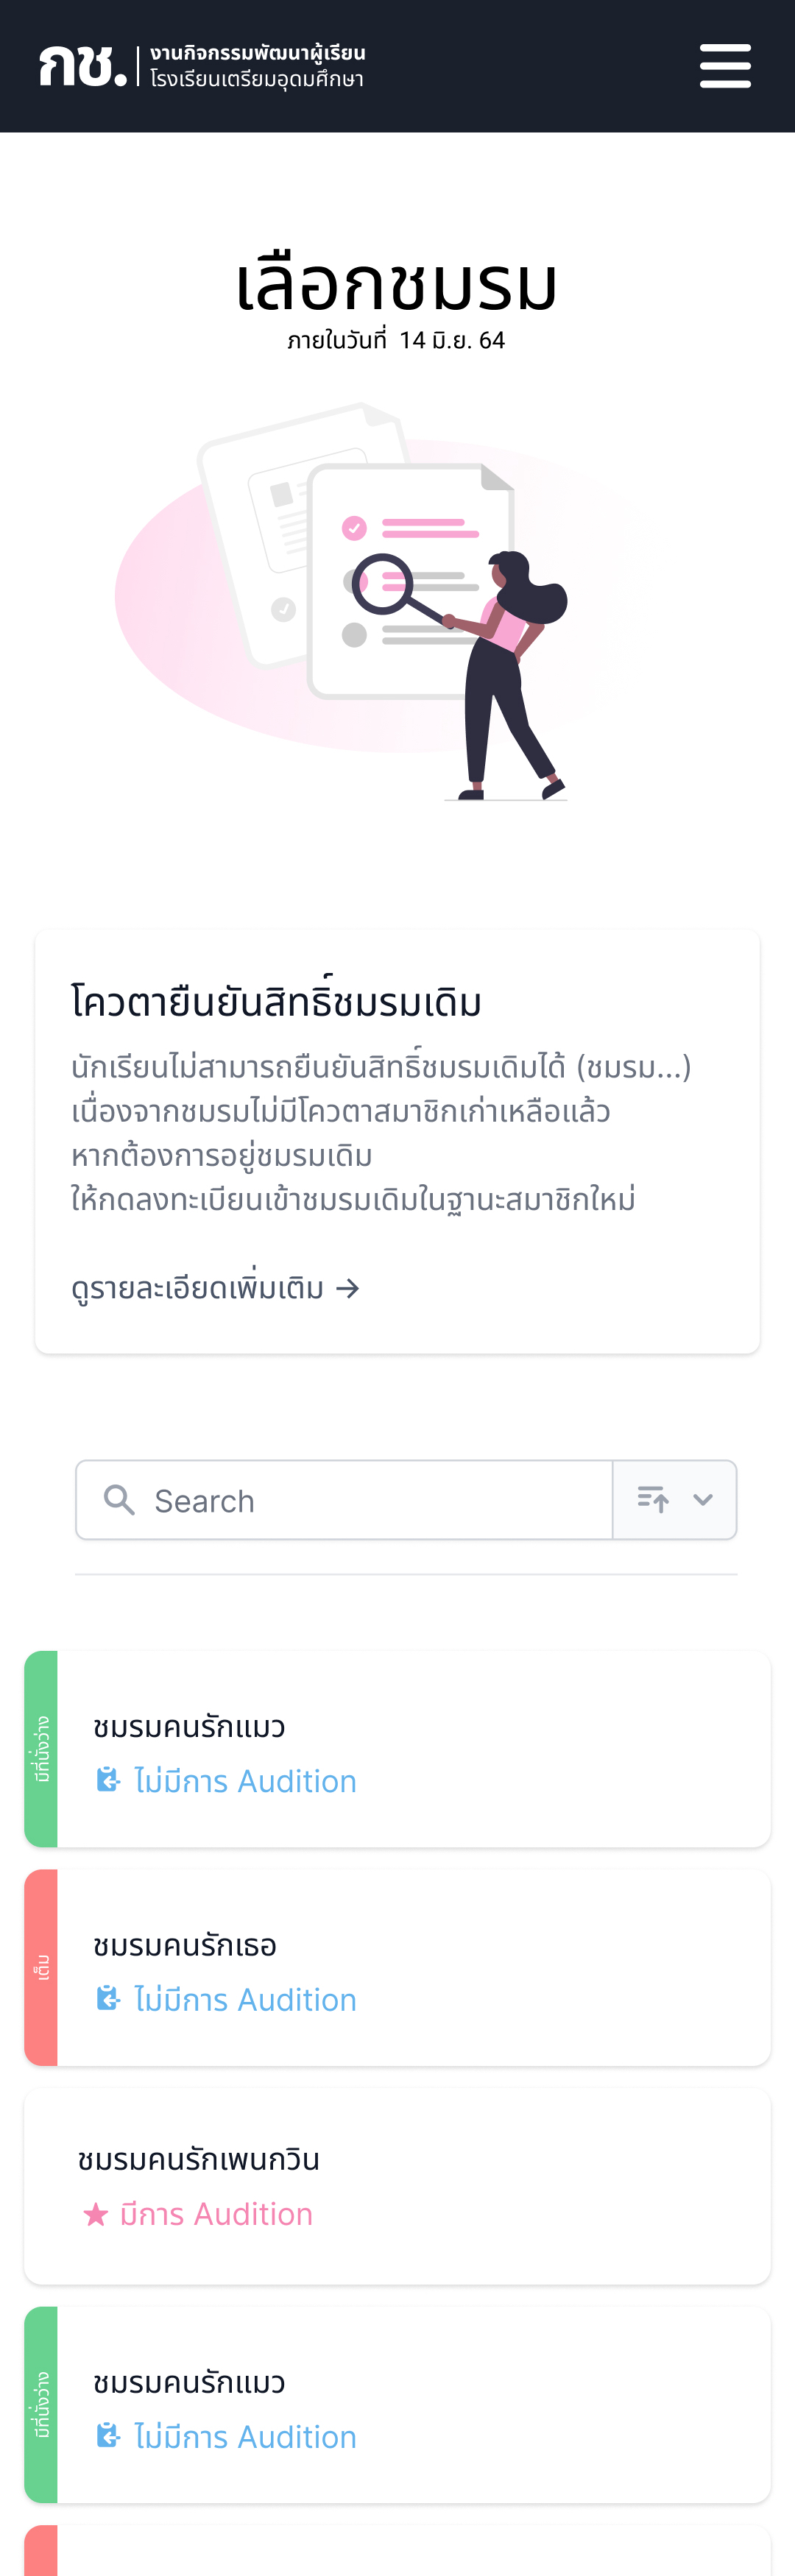 กช.
งานกิจกรรมพัฒนาผู้เรียน
โรงเรียนเตรียมอุดมศึกษา
เลือกชมรม
ภายในวันที่ 14 มิ.ย. 64
โควตายืนยันสิทธิ์ชมรมเดิม
นักเรียนไม่สามารถยืนยันสิทธิ์ชมรมเดิมได้ (ชมรม...)
เนื่องจากชมรมไม่มีโควตาสมาชิกเก่าเหลือแล้ว
หากต้องการอยู่ชมรมเดิม
ให้กดลงทะเบียนเข้าชมรมเดิมในฐานะสมาชิกใหม่
ดูรายละเอียดเพิ่มเติม →
Search
มีที่นั่งว่าง
ชมรมคนรักแมว
ไม่มีการ Audition
เต็ม
ชมรมคนรักเธอ
ไม่มีการ Audition
ชมรมคนรักเพนกวิน
มีการ Audition
มีที่นั่งว่าง
ชมรมคนรักแมว
ไม่มีการ Audition